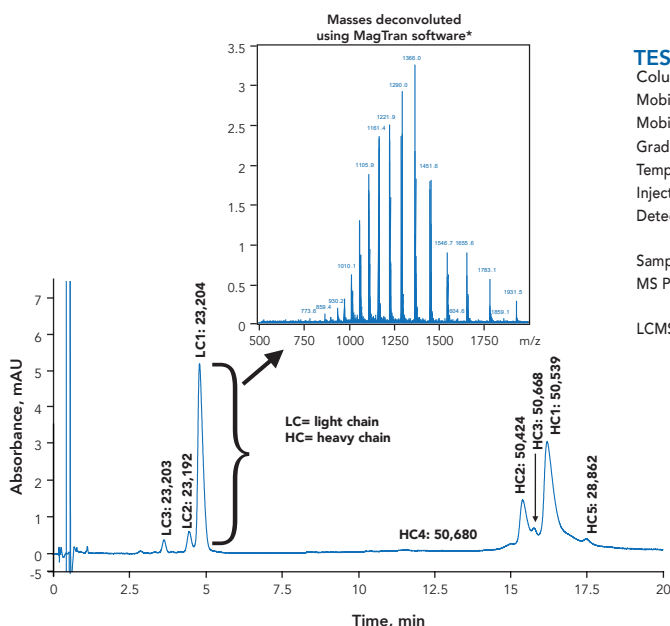 Masses deconvoluted
using MagTran software*
3.5
3
2.5
2
1.5
1
0.5
0.0
1388.0
1290.0
1221.9
1161.4
1105.9
1451.8
1010.1
930.2
859.4
773.8
1546.7
1655.6
1783.1
1931.5
1604.6
1859.1
500
750
1000
1250
1500
1750
m/z
TES
Colu
Mobi
Mobi
Grad
Temp
Inject
Dete
Samp
MS P
LCMS
Absorbance, mAU
7
6
5
4
3
2
1
0
-5
LC3: 23,203
LC2: 23,192
LC1: 23,204
LC= light chain
HC= heavy chain
HC4: 50,680
HC2: 50,424
HC3: 50,668
HC1: 50,539
HC5: 28,862
0
2.5
5
7.5
10
12.5
15
17.5
20
Time, min